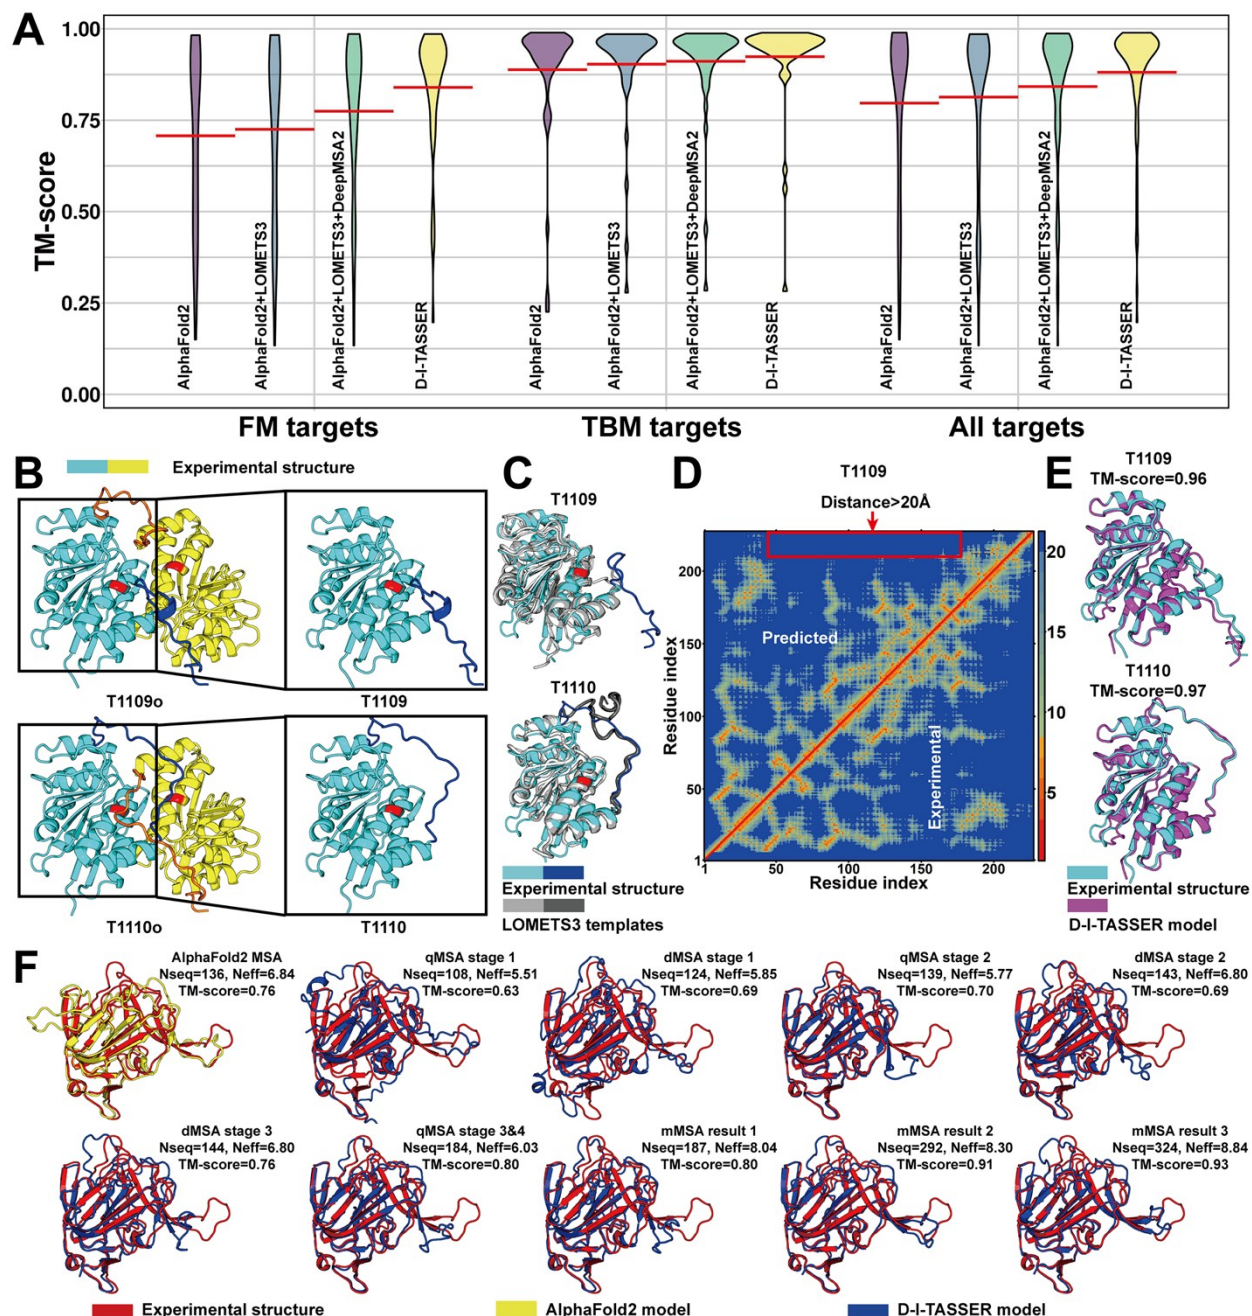 A
TM-score
1.00
0.75
0.50
0.25
0.00
AlphaFold2
AlphaFold2+LOMETS3
AlphaFold2+LOMETS3+DeepMSA2
D-I-TASSER
AlphaFold2
AlphaFold2+LOMETS3
AlphaFold2+LOMETS3+DeepMSA2
D-I-TASSER
AlphaFold2
AlphaFold2+LOMETS3
AlphaFold2+LOMETS3+DeepMSA2
D-I-TASSER
FM targets
TBM targets
All targets
B
Experimental structure
T1109o
T1109
T1110o
T1110
C
T1109
T1110
Experimental structure
LOMETS3 templates
D
T1109
Distance>20Å
Residue index
200
150
100
50
1
Predicted
Experimental
1
50
100
150
200
Residue index
20
15
10
5
E
T1109
TM-score=0.96
T1110
TM-score=0.97
Experimental structure
D-I-TASSER model
F
AlphaFold2 MSA
Nseq=136, Neff=6.84
TM-score=0.76
qMSA stage 1
Nseq=108, Neff=5.51
TM-score=0.63
dMSA stage 1
Nseq=124, Neff=5.85
TM-score=0.69
qMSA stage 2
Nseq=139, Neff=5.77
TM-score=0.70
dMSA stage 2
Nseq=143, Neff=6.80
TM-score=0.69
dMSA stage 3
Nseq=144, Neff=6.80
TM-score=0.76
qMSA stage 3&4
Nseq=184, Neff=6.03
TM-score=0.80
mMSA result 1
Nseq=187, Neff=8.04
TM-score=0.80
mMSA result 2
Nseq=292, Neff=8.30
TM-score=0.91
mMSA result 3
Nseq=324, Neff=8.84
TM-score=0.93
Experimental structure
AlphaFold2 model
D-I-TASSER model